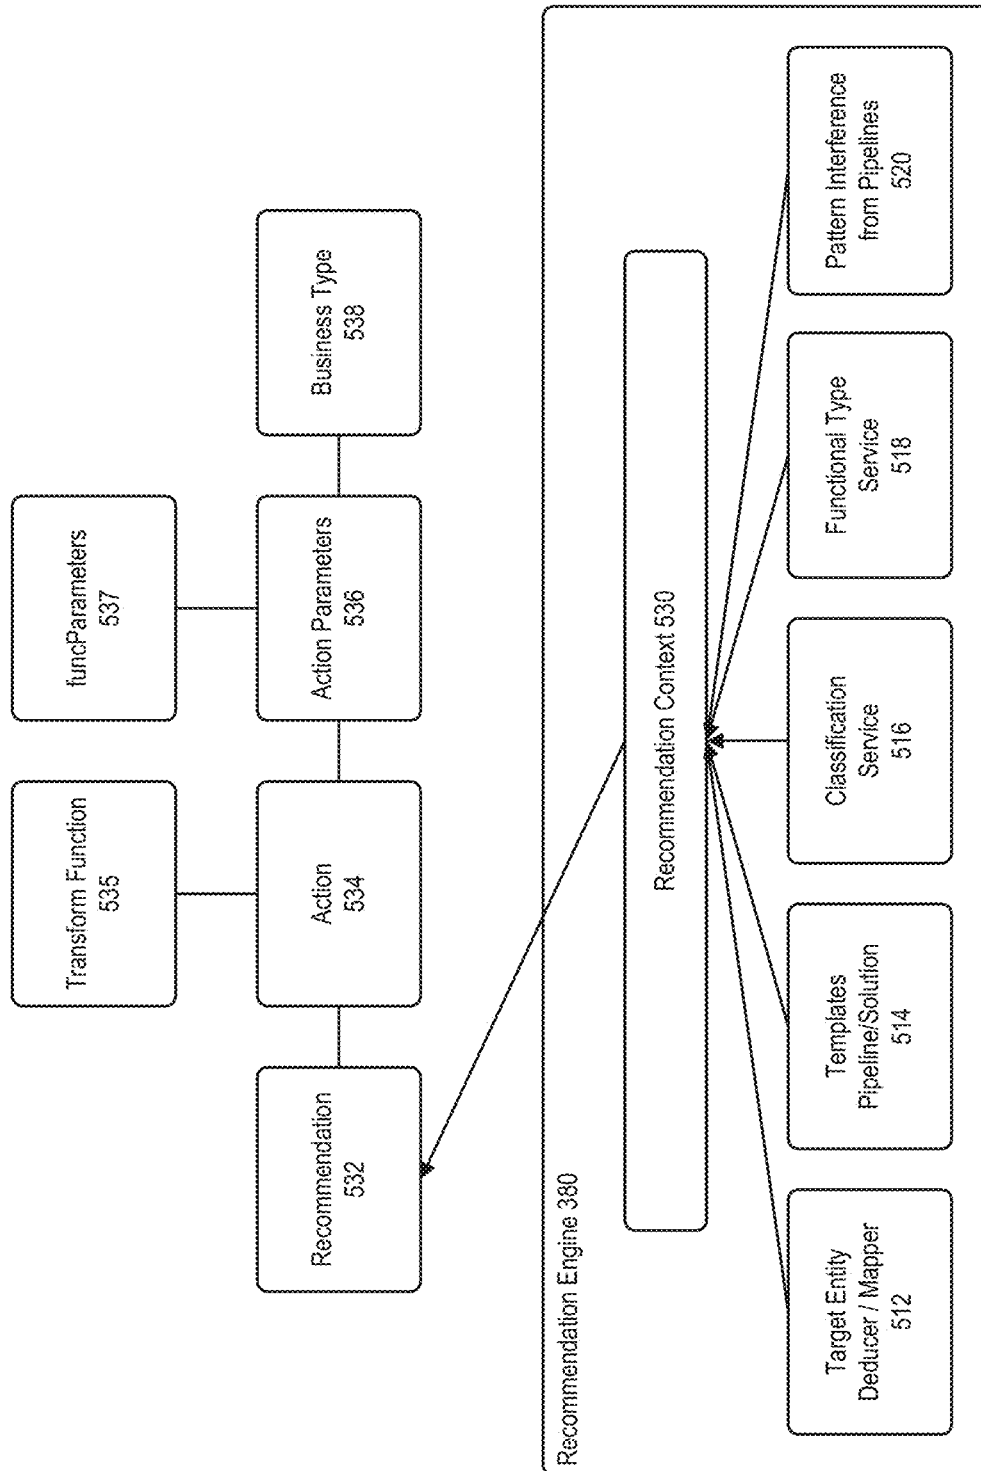 Transform Function
535
funcParameters
537
Recommendation
532
Action
534
Action Parameters
536
Business Type
538
Recommendation Engine 380
Recommendation Context 530
Target Entity
Deducer / Mapper
512
Templates
Pipeline/Solution
514
Classification
Service
516
Functional Type
Service
518
Pattern Interference
from Pipelines
520